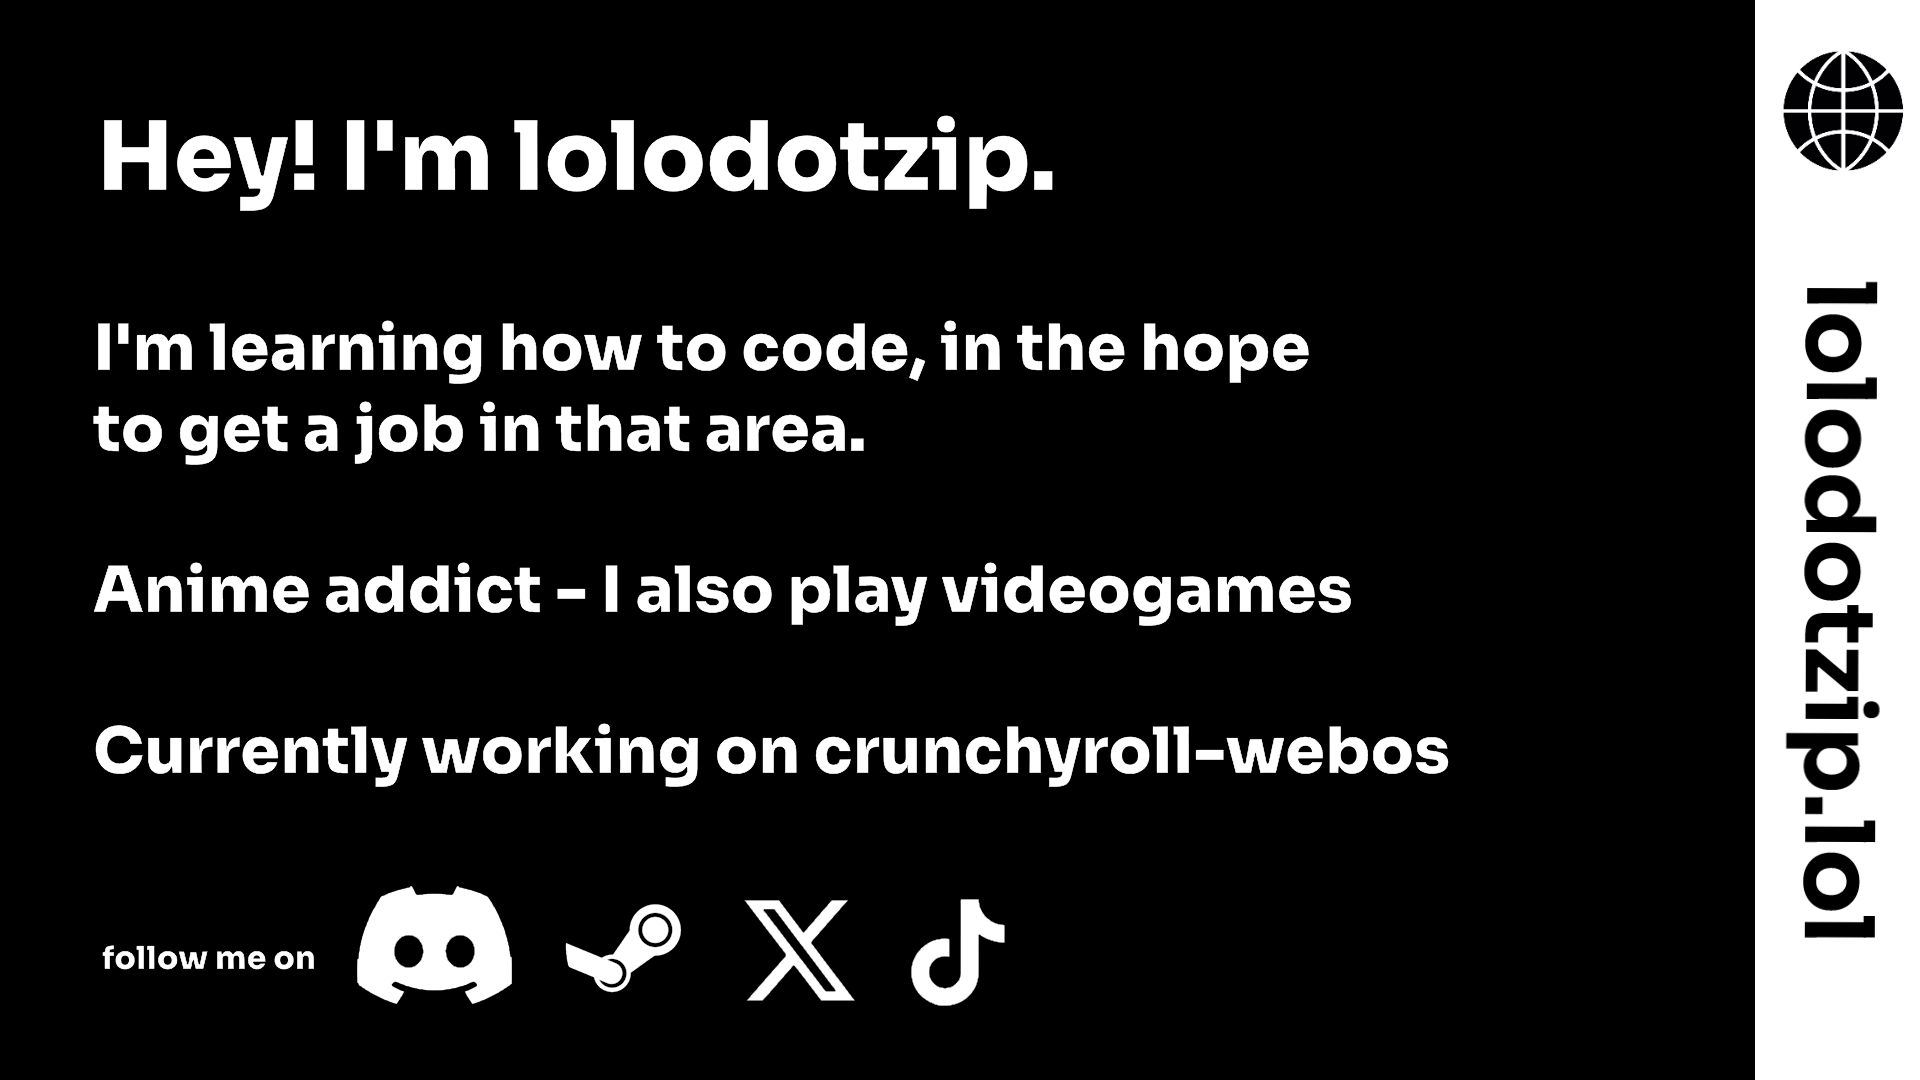 Hey! I'm lolodotzip.
I'm learning how to code, in the hope
to get a job in that area.
Anime addict - I also play videogames
Currently working on crunchyroll-webos
follow me on
lolodotzip.lol